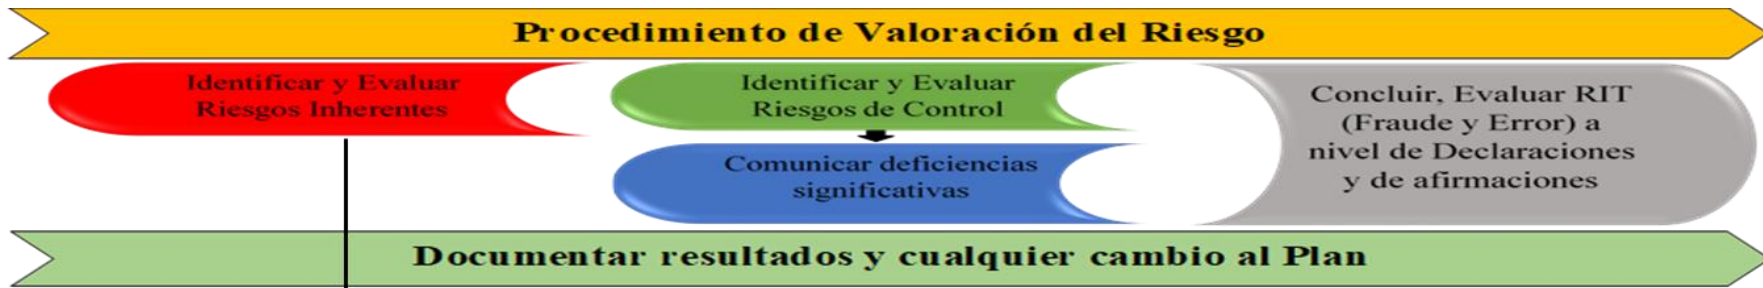 Procedimiento de Valoración del Riesgo
Identificar y Evaluar
Riesgos Inherentes
Identificar y Evaluar
Riesgos de Control
Comunicar deficiencias
significativas
Concluir, Evaluar RIT
(Fraude y Error) a
nivel de Declaraciones
y de afirmaciones
Documentar resultados y cualquier cambio al Plan